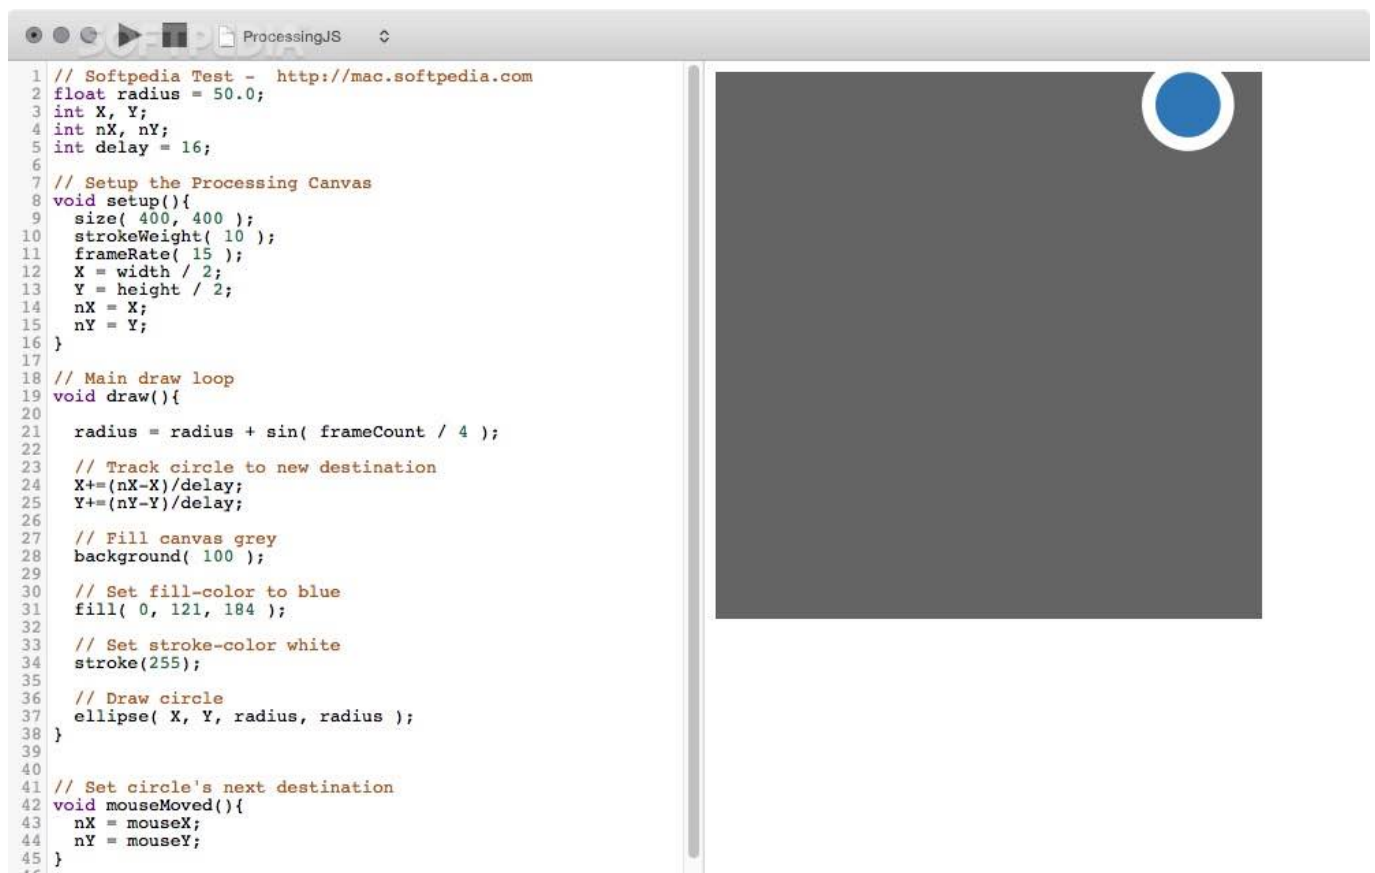 SOFTPEDIA
ProcessingJS
1 // Softpedia Test -  http://mac.softpedia.com
2 float radius = 50.0;
3 int X, Y;
4 int nX, nY;
5 int delay = 16;
6
7 // Setup the Processing Canvas
8 void setup(){
9   size( 400, 400 );
10   strokeWeight( 10 );
11   frameRate( 15 );
12   X = width / 2;
13   Y = height / 2;
14   nX = X;
15   nY = Y;
16 }
17
18 // Main draw loop
19 void draw(){
20
21   radius = radius + sin( frameCount / 4 );
22
23   // Track circle to new destination
24   X+=(nX-X)/delay;
25   Y+=(nY-Y)/delay;
26
27   // Fill canvas grey
28   background( 100 );
29
30   // Set fill-color to blue
31   fill( 0, 121, 184 );
32
33   // Set stroke-color white
34   stroke(255);
35
36   // Draw circle
37   ellipse( X, Y, radius, radius );
38 }
39
40
41 // Set circle's next destination
42 void mouseMoved(){
43   nX = mouseX;
44   nY = mouseY;
45 }